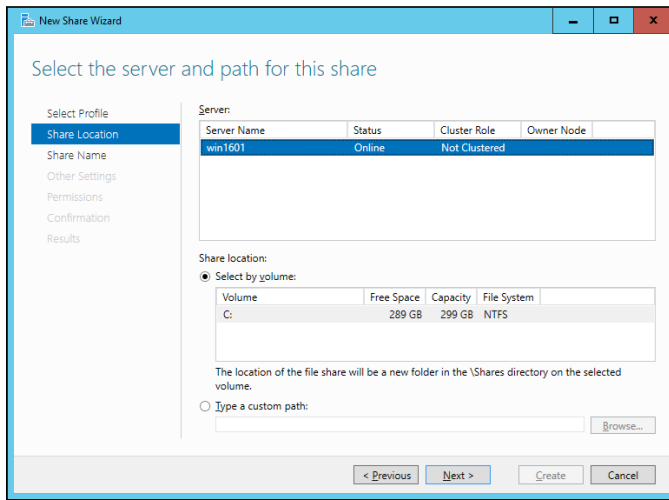 New Share Wizard
Select the server and path for this share
Select Profile
Share Location
Share Name
Other Settings
Permissions
Confirmation
Results
Server:
Server Name Status Cluster Role Owner Node
win1601 Online Not Clustered
Share location:
Select by volume:
Volume Free Space Capacity File System
C: 289 GB 299 GB NTFS
The location of the file share will be a new folder in the \Shares directory on the selected
volume.
Type a custom path:
Browse...
< Previous Next > Create Cancel